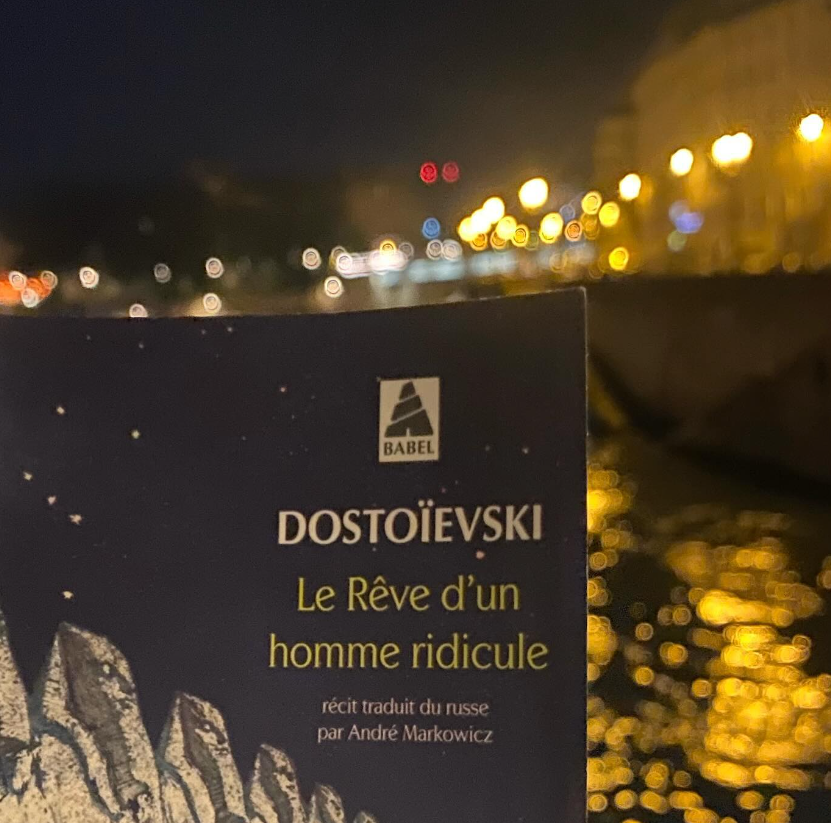 BABEL
DOSTOÏEVSKI
Le Rêve d'un
homme ridicule
récit traduit du russe
par André Markowicz